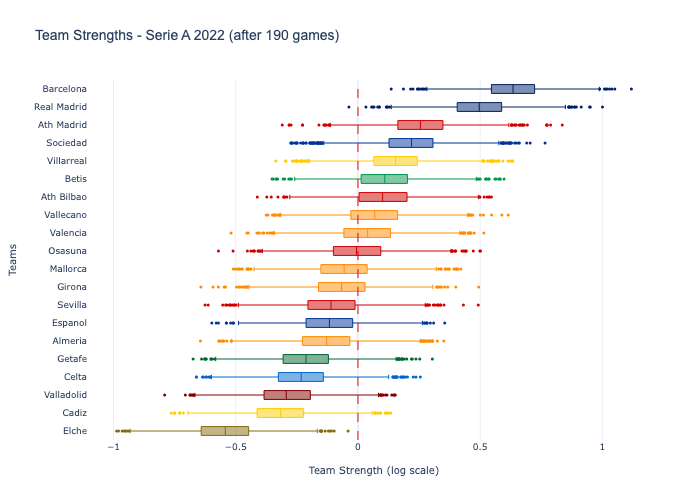 Team Strengths - Serie A 2022 (after 190 games)
Barcelona
Real Madrid
Ath Madrid
Sociedad
Villarreal
Betis
Ath Bilbao
Vallecano
Valencia
Osasuna
Mallorca
Girona
Sevilla
Espanol
Almeria
Getafe
Celta
Valladolid
Cadiz
Elche
Teams
−1
−0.5
0
0.5
1
Team Strength (log scale)